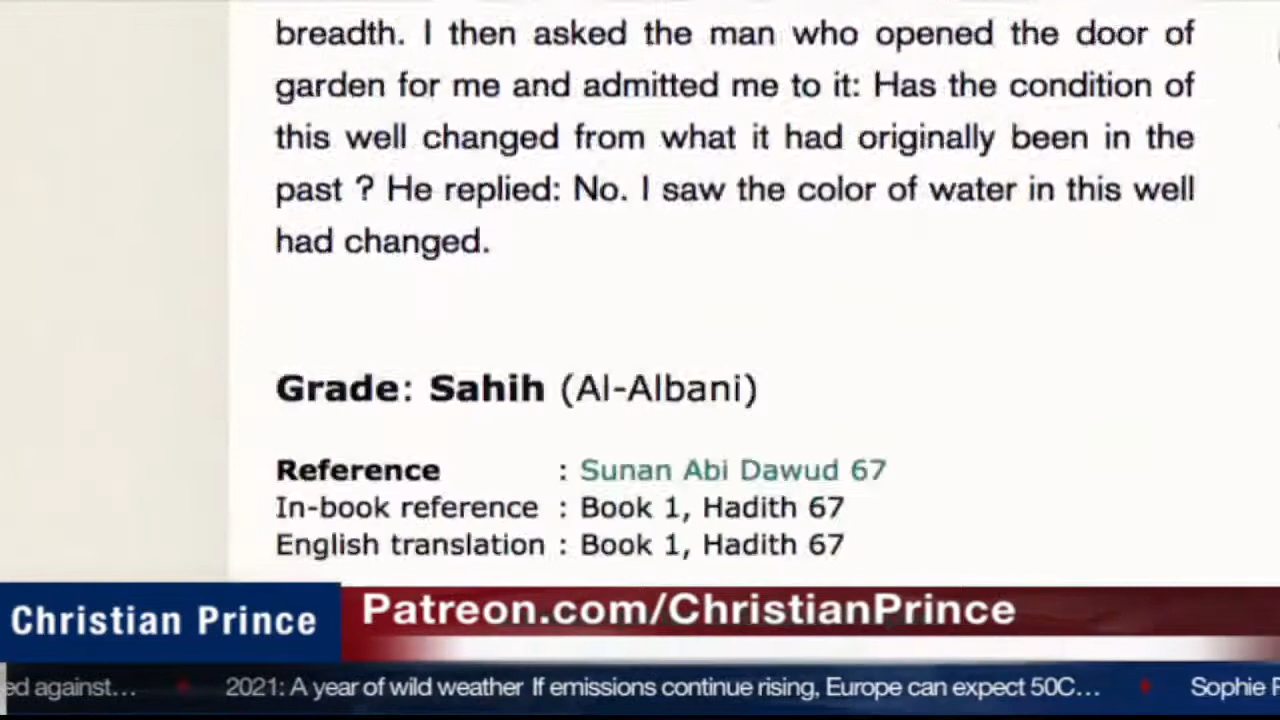 breadth. I then asked the man who opened the door of
garden for me and admitted me to it: Has the condition of
this well changed from what it had originally been in the
past ? He replied: No. I saw the color of water in this well
had changed.
Grade: Sahih (Al-Albani)
Reference : Sunan Abi Dawud 67
In-book reference : Book 1, Hadith 67
English translation : Book 1, Hadith 67
Christian Prince
Patreon.com/ChristianPrince
ed against... 2021: A year of wild weather If emissions continue rising, Europe can expect 50C... Sophie